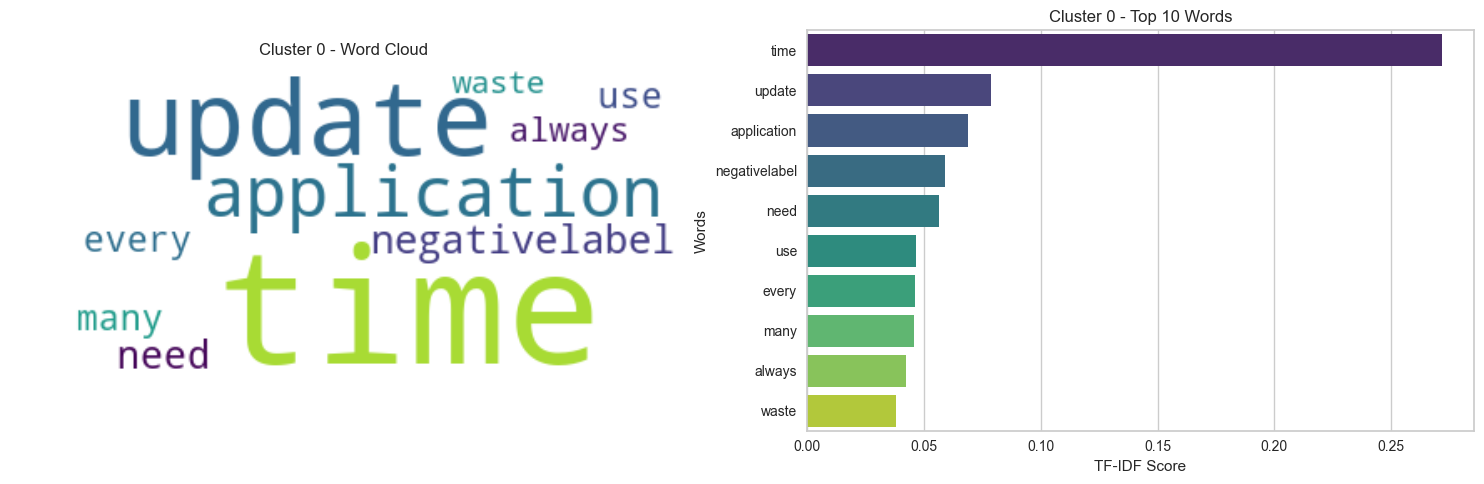 Cluster 0 - Word Cloud
waste
use
update
always
application
every
negativelabel
time
many
need
Cluster 0 - Top 10 Words
Words
time
update
application
negativelabel
need
use
every
many
always
waste
0.00 0.05 0.10 0.15 0.20 0.25
TF-IDF Score